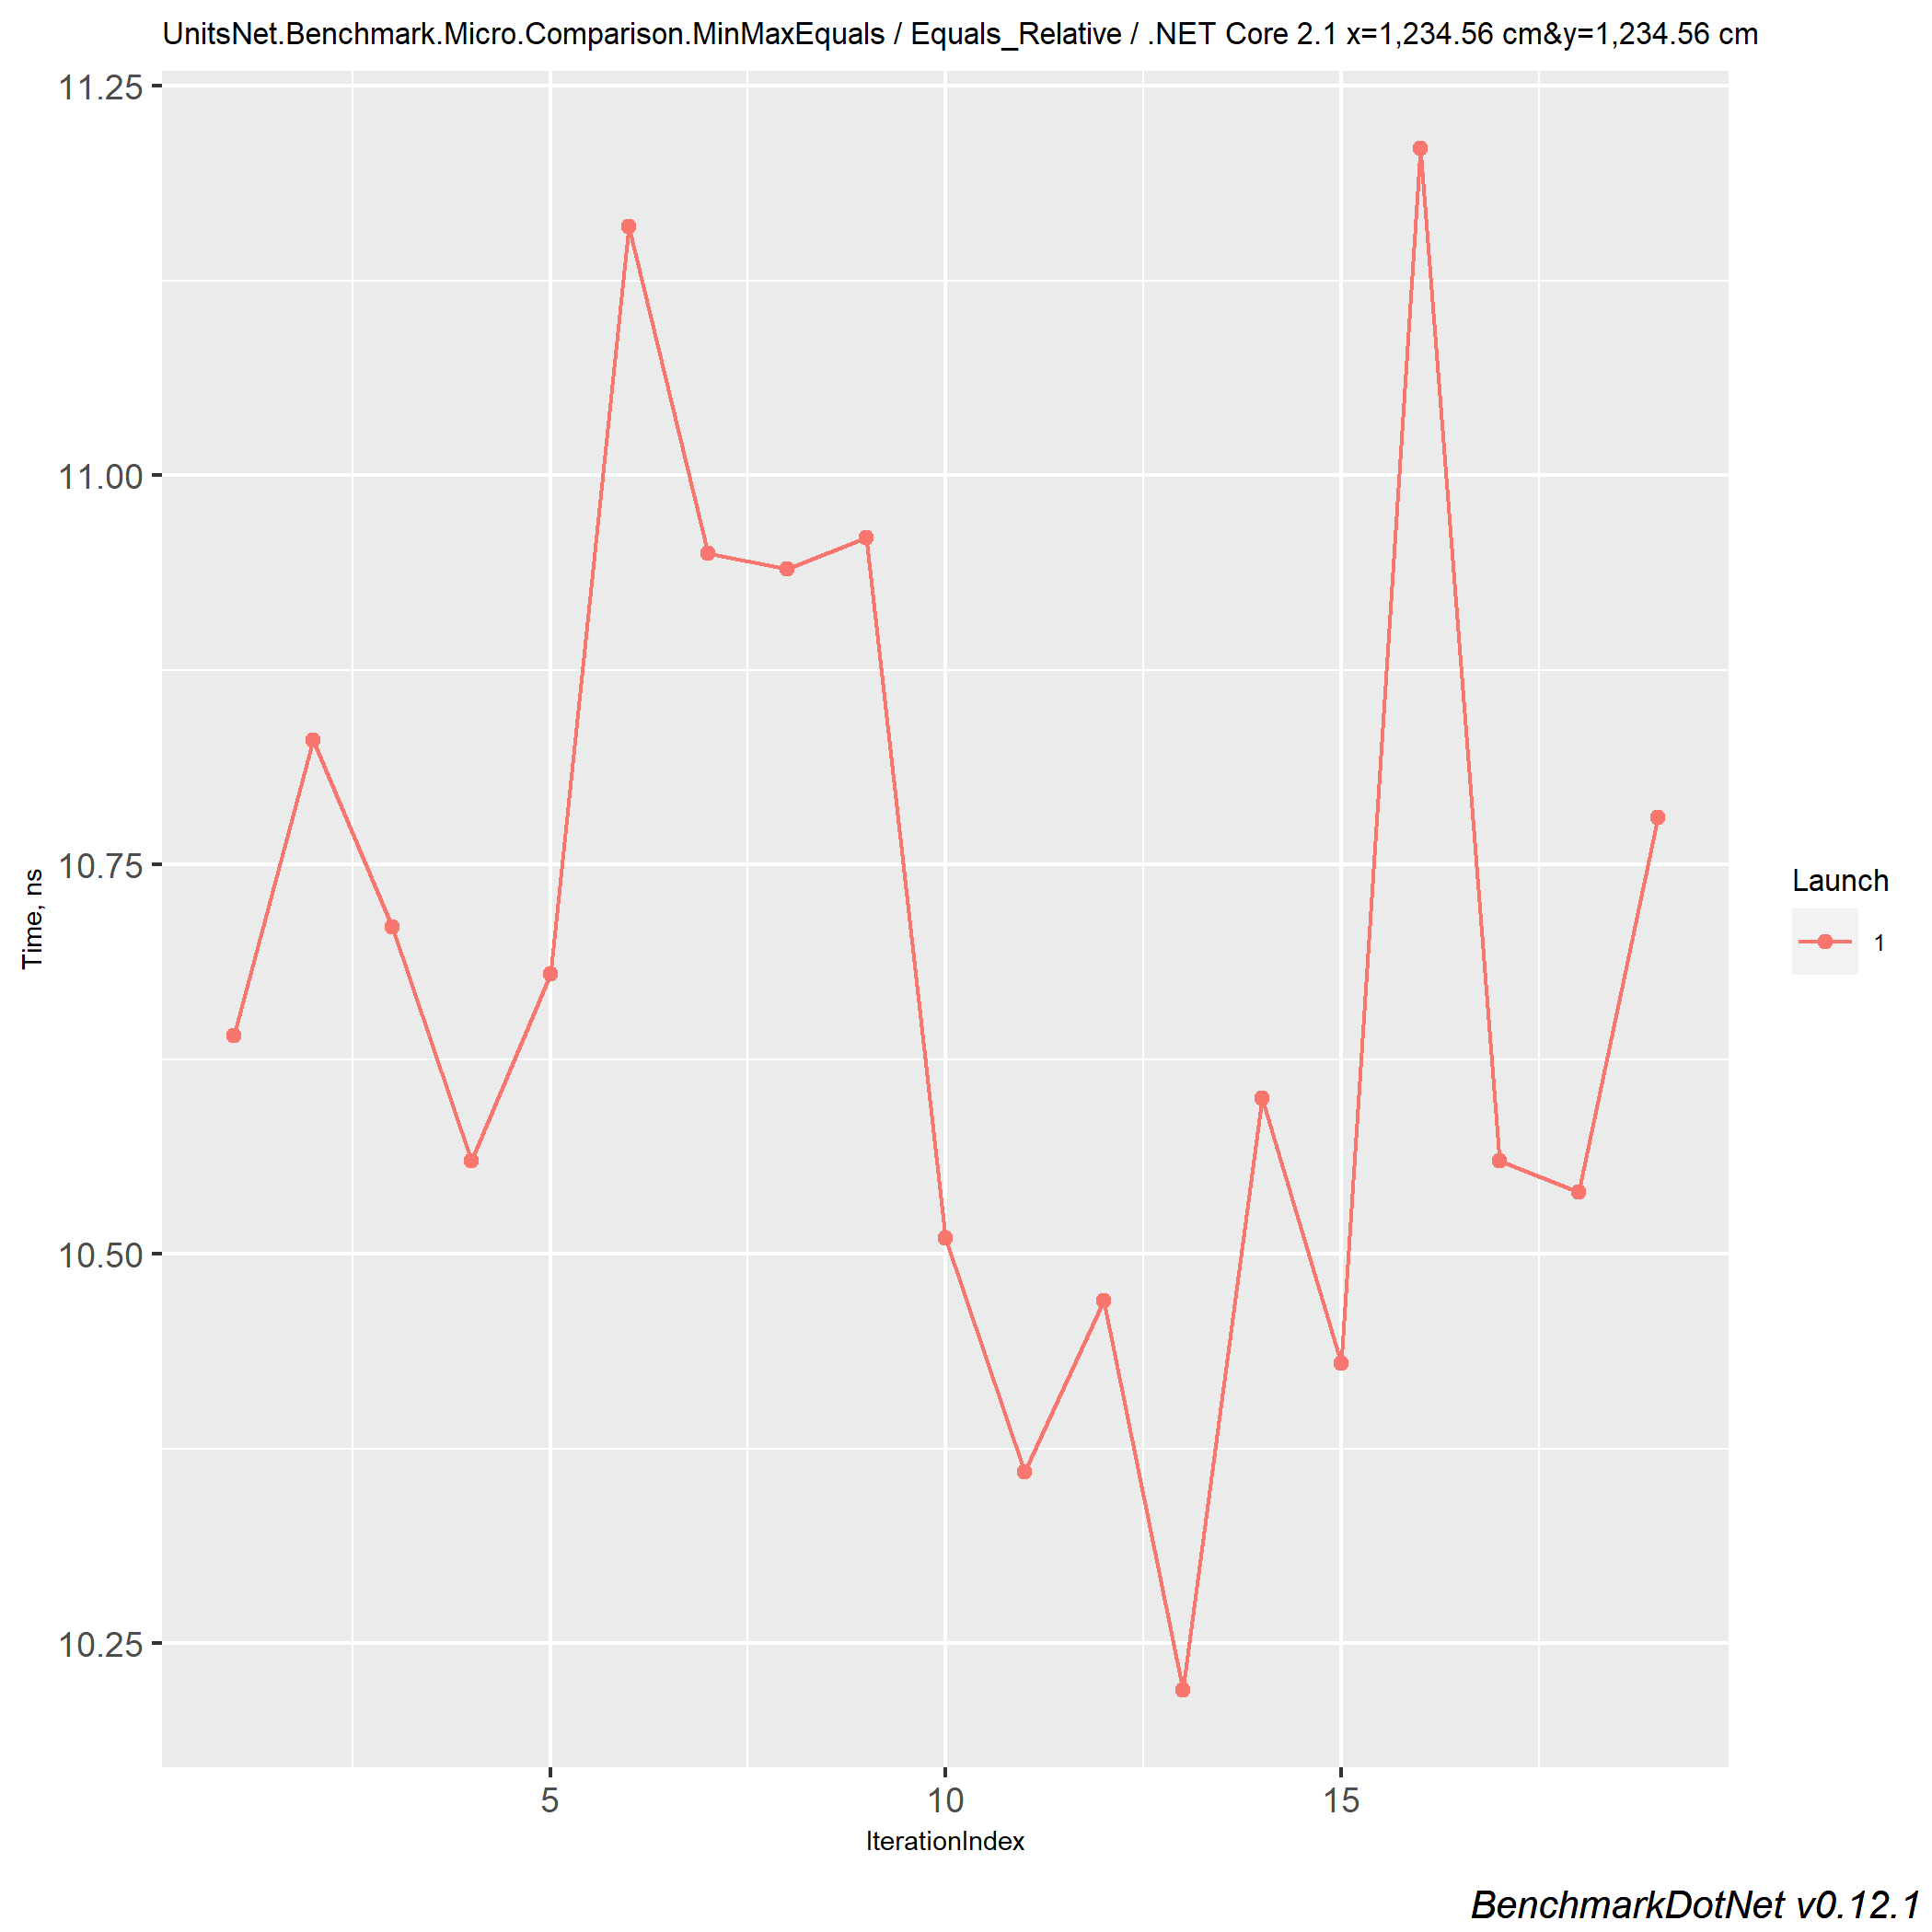 UnitsNet.Benchmark.Micro.Comparison.MinMaxEquals / Equals_Relative / .NET Core 2.1 x=1,234.56 cm&y=1,234.56 cm
11.25
11.00
10.75
10.50
10.25
Time, ns
5
10
15
IterationIndex
Launch
1
BenchmarkDotNet v0.12.1